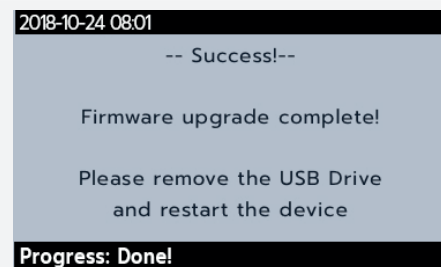 2018-10-24 08:01
-- Success!--
Firmware upgrade complete!
Please remove the USB Drive
and restart the device
Progress: Done!